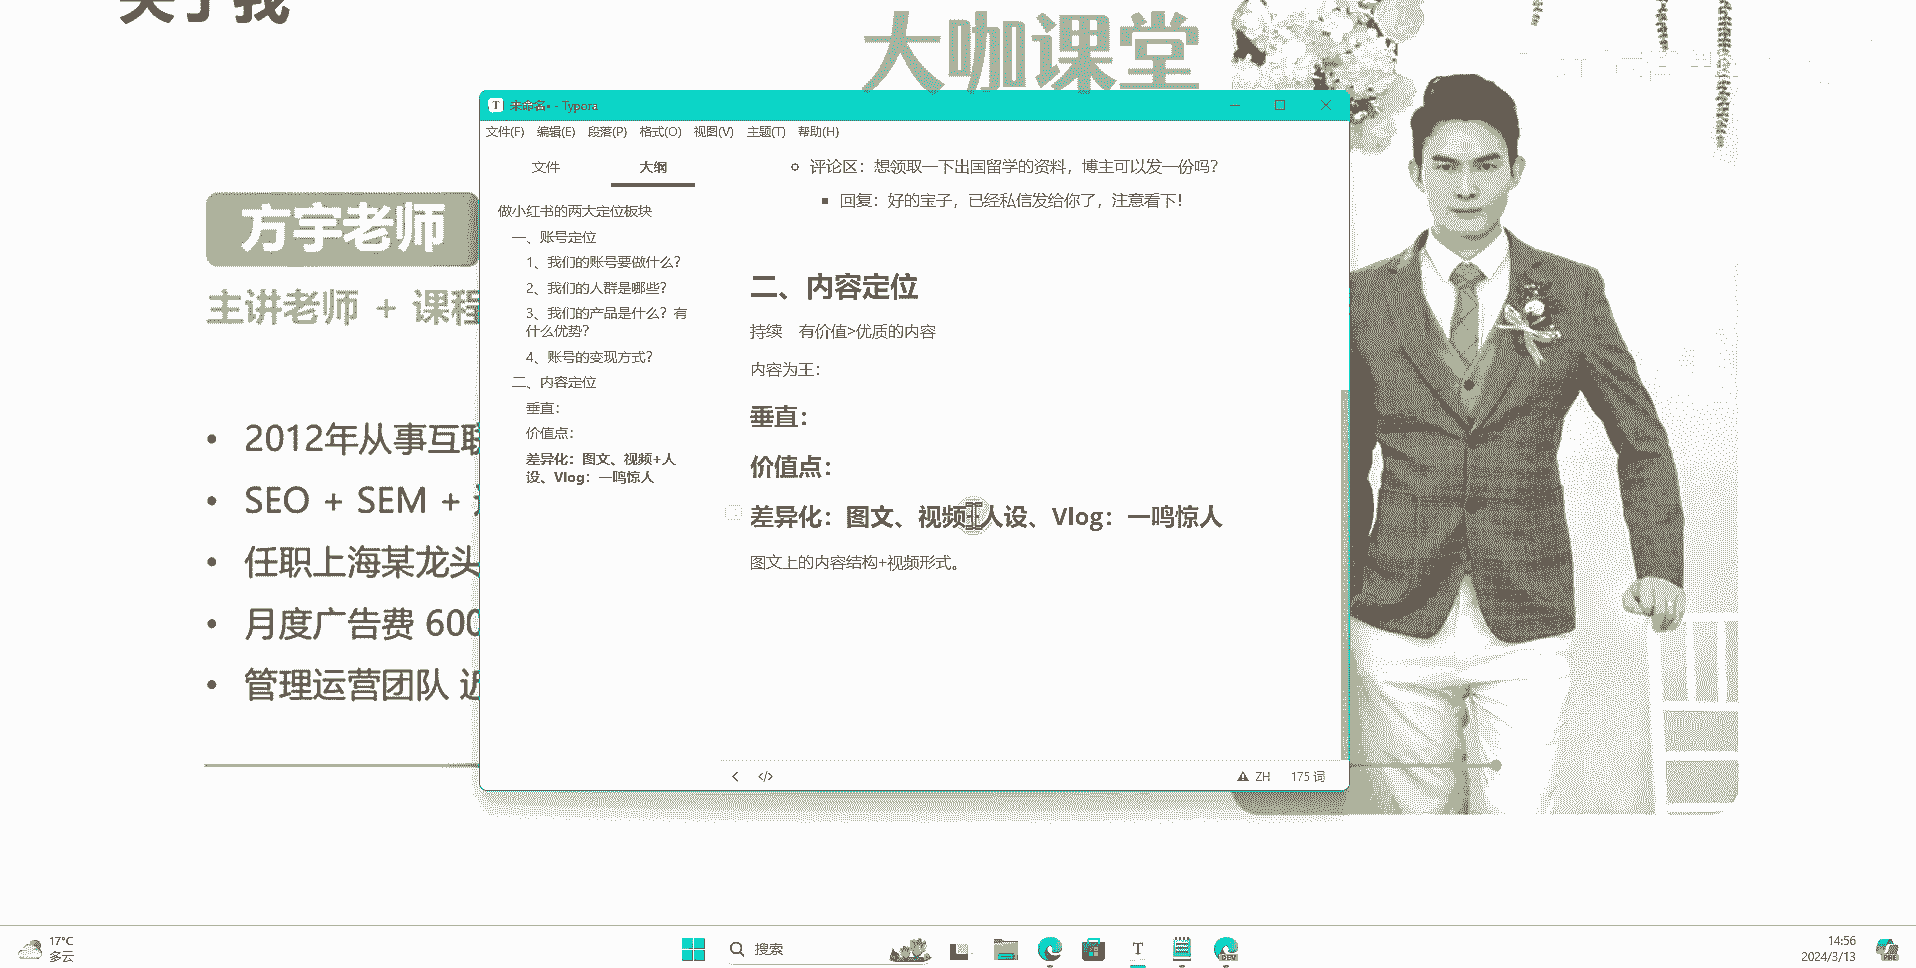 关于我
大咖课堂
方宇老师
主讲老师 + 课程
2012年从事互联
SEO + SEM +
任职上海某龙头
月度广告费 600
管理运营团队 近
未命名• - Typora
文件(F) 编辑(E) 段落(P) 格式(O) 视图(V) 主题(T) 帮助(H)
文件 大纲
做小红书的两大定位板块
一、账号定位
1、我们的账号要做什么？
2、我们的人群是哪些？
3、我们的产品是什么？有
什么优势？
4、账号的变现方式？
二、内容定位
垂直：
价值点：
差异化：图文、视频+人
设、Vlog：一鸣惊人
评论区：想领取一下出国留学的资料，博主可以发一份吗？
回复：好的宝子，已经私信发给你了，注意看下！
二、内容定位
持续 有价值>优质的内容
内容为王：
垂直：
价值点：
差异化：图文、视频+人设、Vlog：一鸣惊人
图文上的内容结构+视频形式。
ZH 175 词
17°C
多云
搜索
14:56
2024/3/13